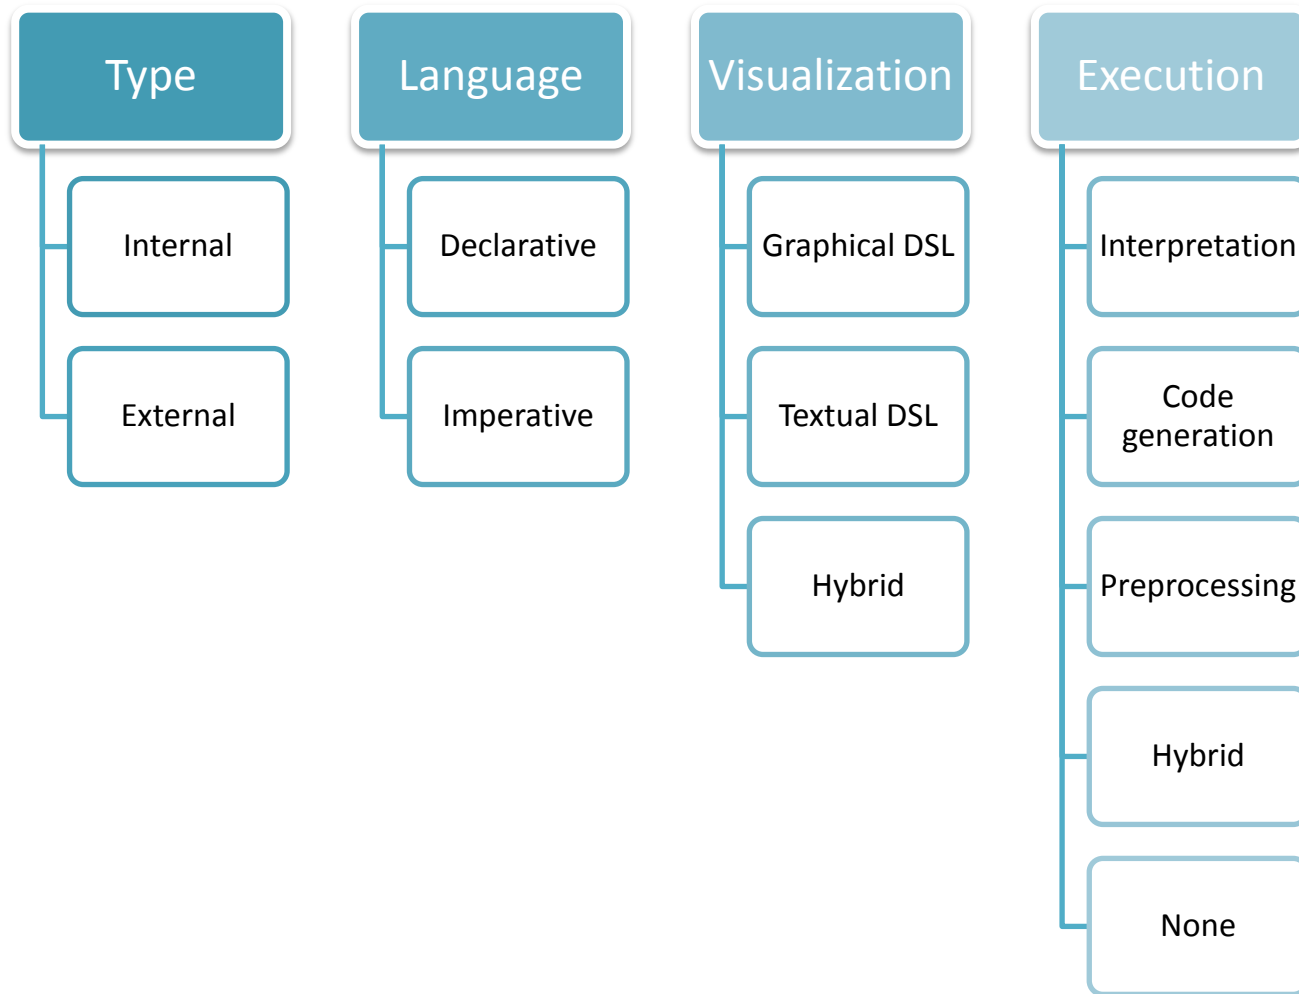 Type
Internal
External
Language
Declarative
Imperative
Visualization
Graphical DSL
Textual DSL
Hybrid
Execution
Interpretation
Code
generation
Preprocessing
Hybrid
None